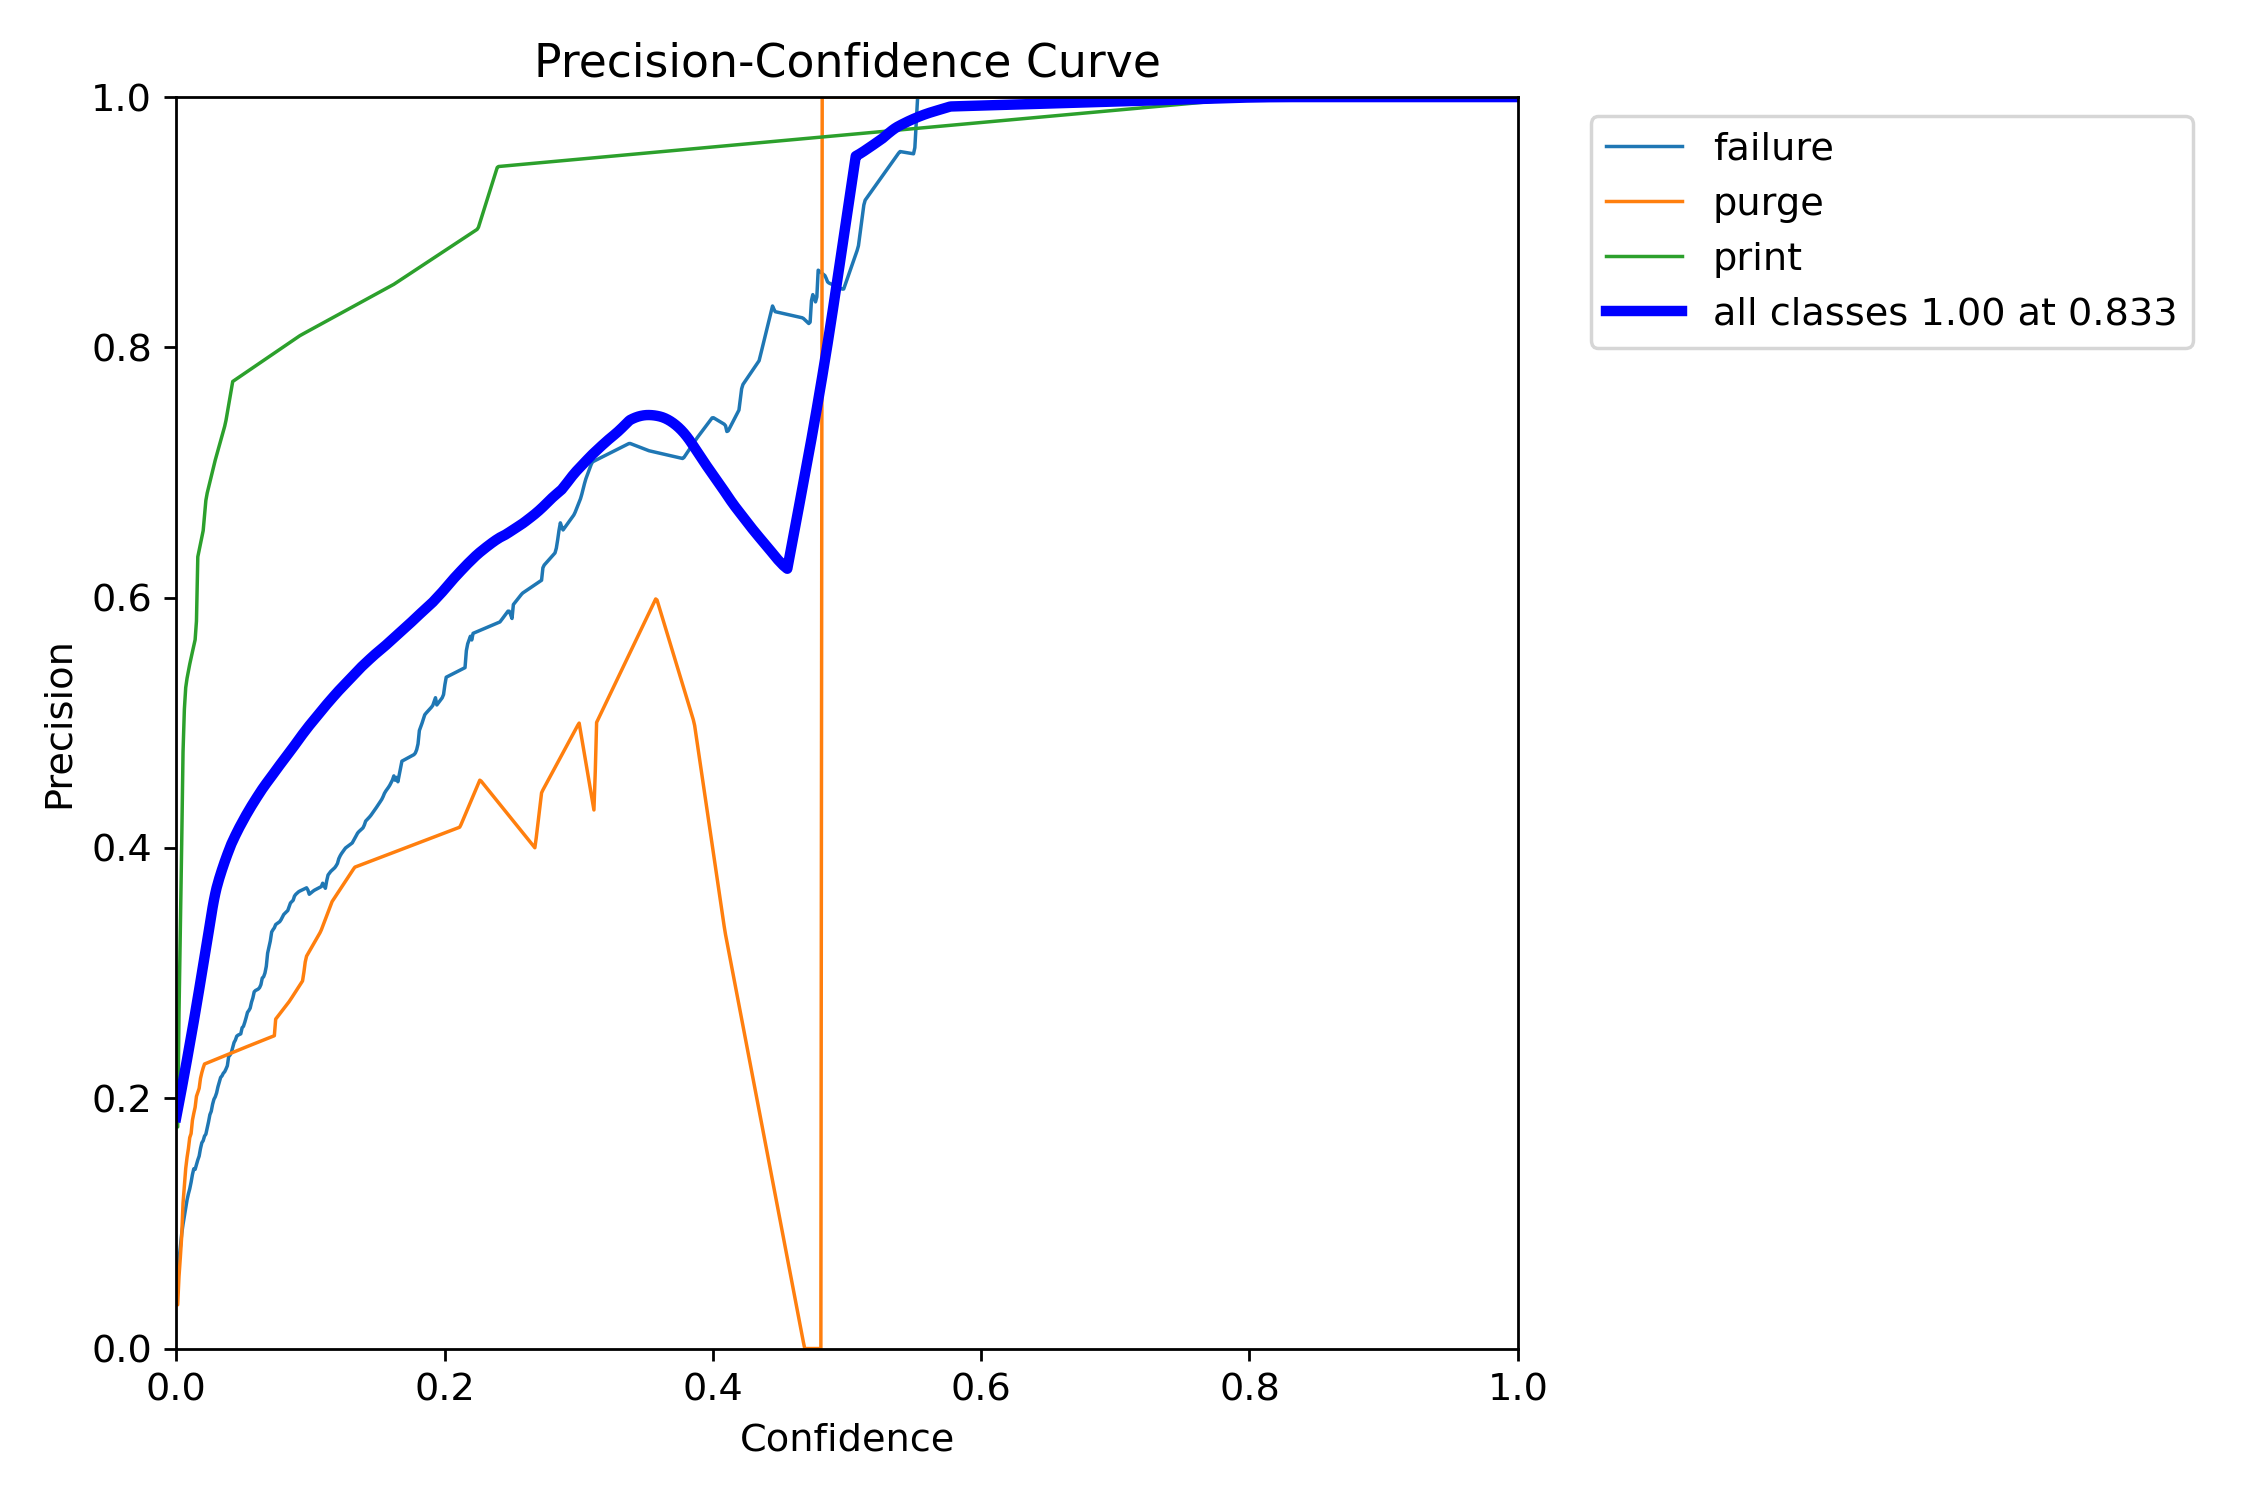 Precision-Confidence Curve
1.0
0.8
0.6
0.4
0.2
0.0
Precision
0.0 0.2 0.4 0.6 0.8 1.0
Confidence
failure
purge
print
all classes 1.00 at 0.833